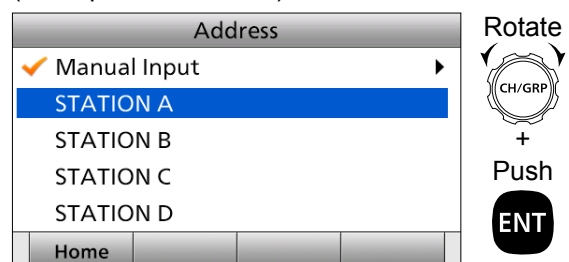 Address
Rotate
✓ Manual Input ▶
CH/GRP
STATION A
STATION B
+
STATION C
Push
STATION D
ENT
Home